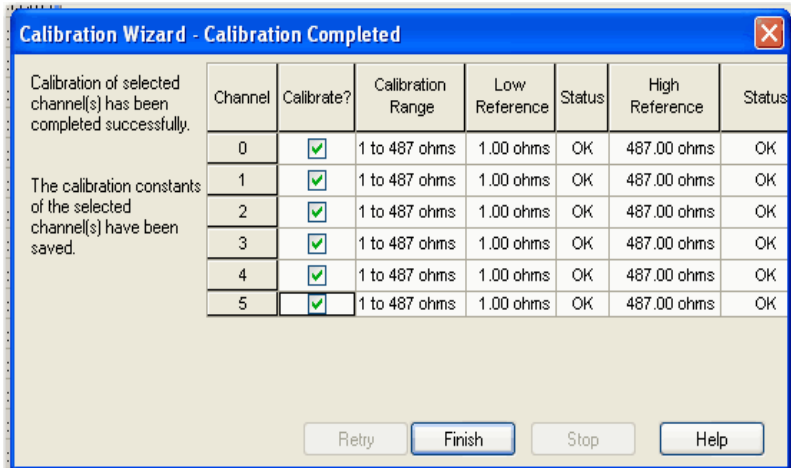 Calibration Wizard - Calibration Completed
Calibration of selected
channel(s) has been
completed successfully.
The calibration constants
of the selected
channel(s) have been
saved.
Channel Calibrate? Calibration Range Low Reference Status High Reference Status
0 1 to 487 ohms 1.00 ohms OK 487.00 ohms OK
1 1 to 487 ohms 1.00 ohms OK 487.00 ohms OK
2 1 to 487 ohms 1.00 ohms OK 487.00 ohms OK
3 1 to 487 ohms 1.00 ohms OK 487.00 ohms OK
4 1 to 487 ohms 1.00 ohms OK 487.00 ohms OK
5 1 to 487 ohms 1.00 ohms OK 487.00 ohms OK
Retry Finish Stop Help